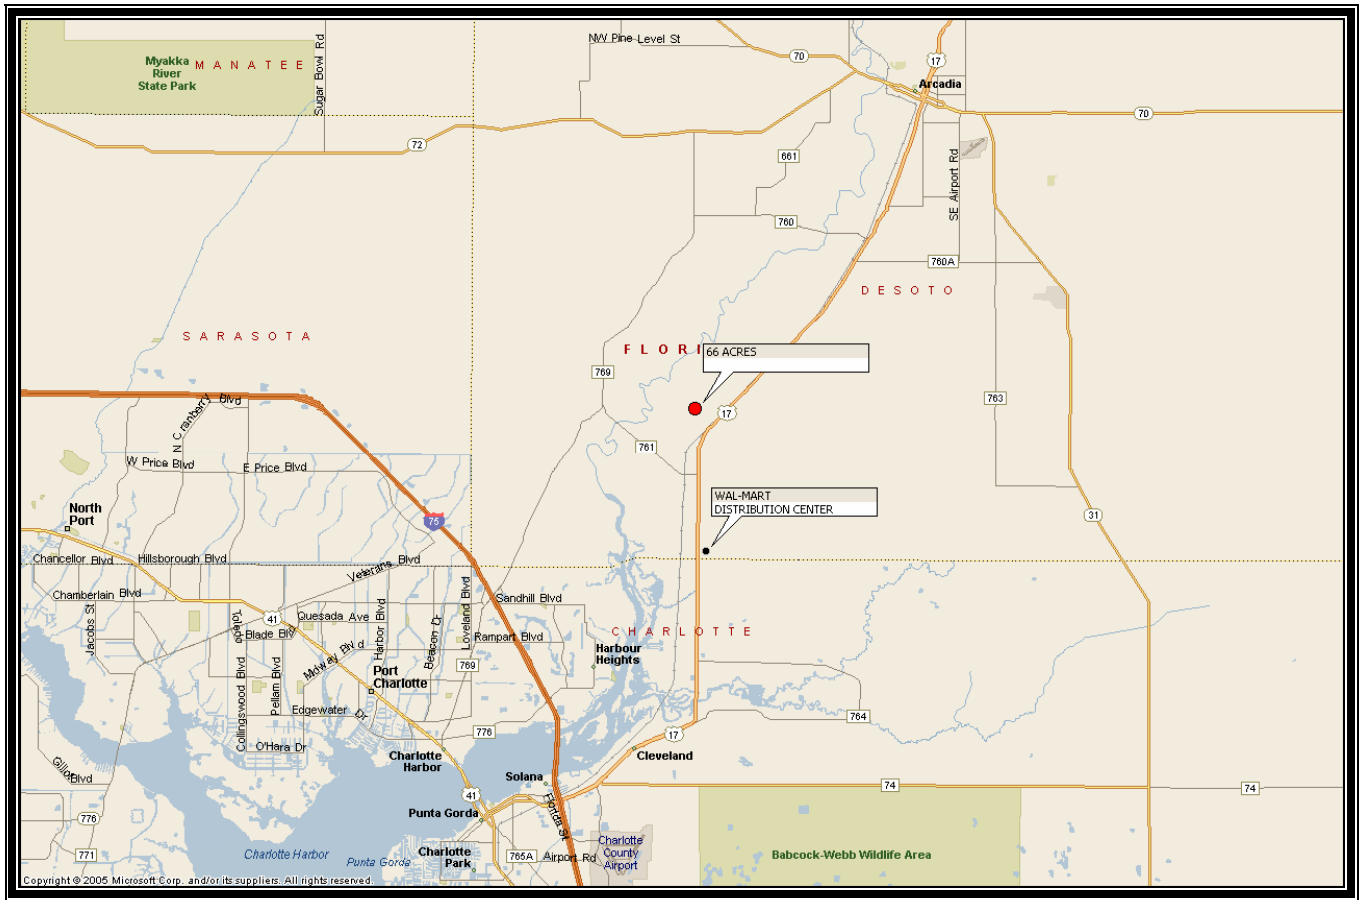 NW Pine Level St
70
17
Arcadia
Myakka
River
State Park
MANATEE
Sugar Bowl Rd
70
72
661
SE Airport Rd
760
760A
DESOTO
SARASOTA
FLORI
66 ACRES
769
763
17
761
N Cranberry Blvd
W Price Blvd
E Price Blvd
WAL-MART
DISTRIBUTION CENTER
North
Port
75
31
Chancellor Blvd
Hillsborough Blvd
Veterans Blvd
Chamberlain Blvd
Jacobs St
41
Toledo
Blade Blvd
Quesada Ave
Harbor Blvd
Beacon Dr
Loveland Blvd
Sandhill Blvd
Rampart Blvd
CHARLOTTE
Harbour
Heights
Midway Blvd
Collingswood Blvd
Pellam Blvd
769
Port
Charlotte
Edgewater Dr
764
776
17
O'Hara Dr
Charlotte
Harbor
Cleveland
Gillot Blvd
Solana
74
74
41
Florida St
Punta Gorda
776
771
Charlotte Harbor
Punta Gorda
Charlotte
Park
765A
Airport Rd
Charlotte
County
Airport
Babcock-Webb Wildlife Area
Copyright © 2005 Microsoft Corp. and/or its suppliers. All rights reserved.